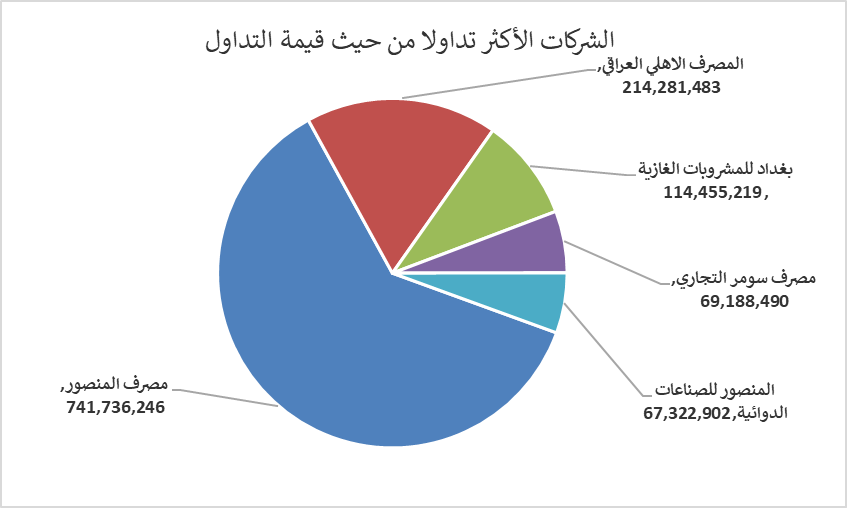 الشركات الأكثر تداولا من حيث قيمة التداول
المصرف الاهلي العراقي,
214,281,483
بغداد للمشروبات الغازية
114,455,219 ,
مصرف سومر التجاري,
69,188,490
المنصور للصناعات
الدوائية, 67,322,902
مصرف المنصور,
741,736,246